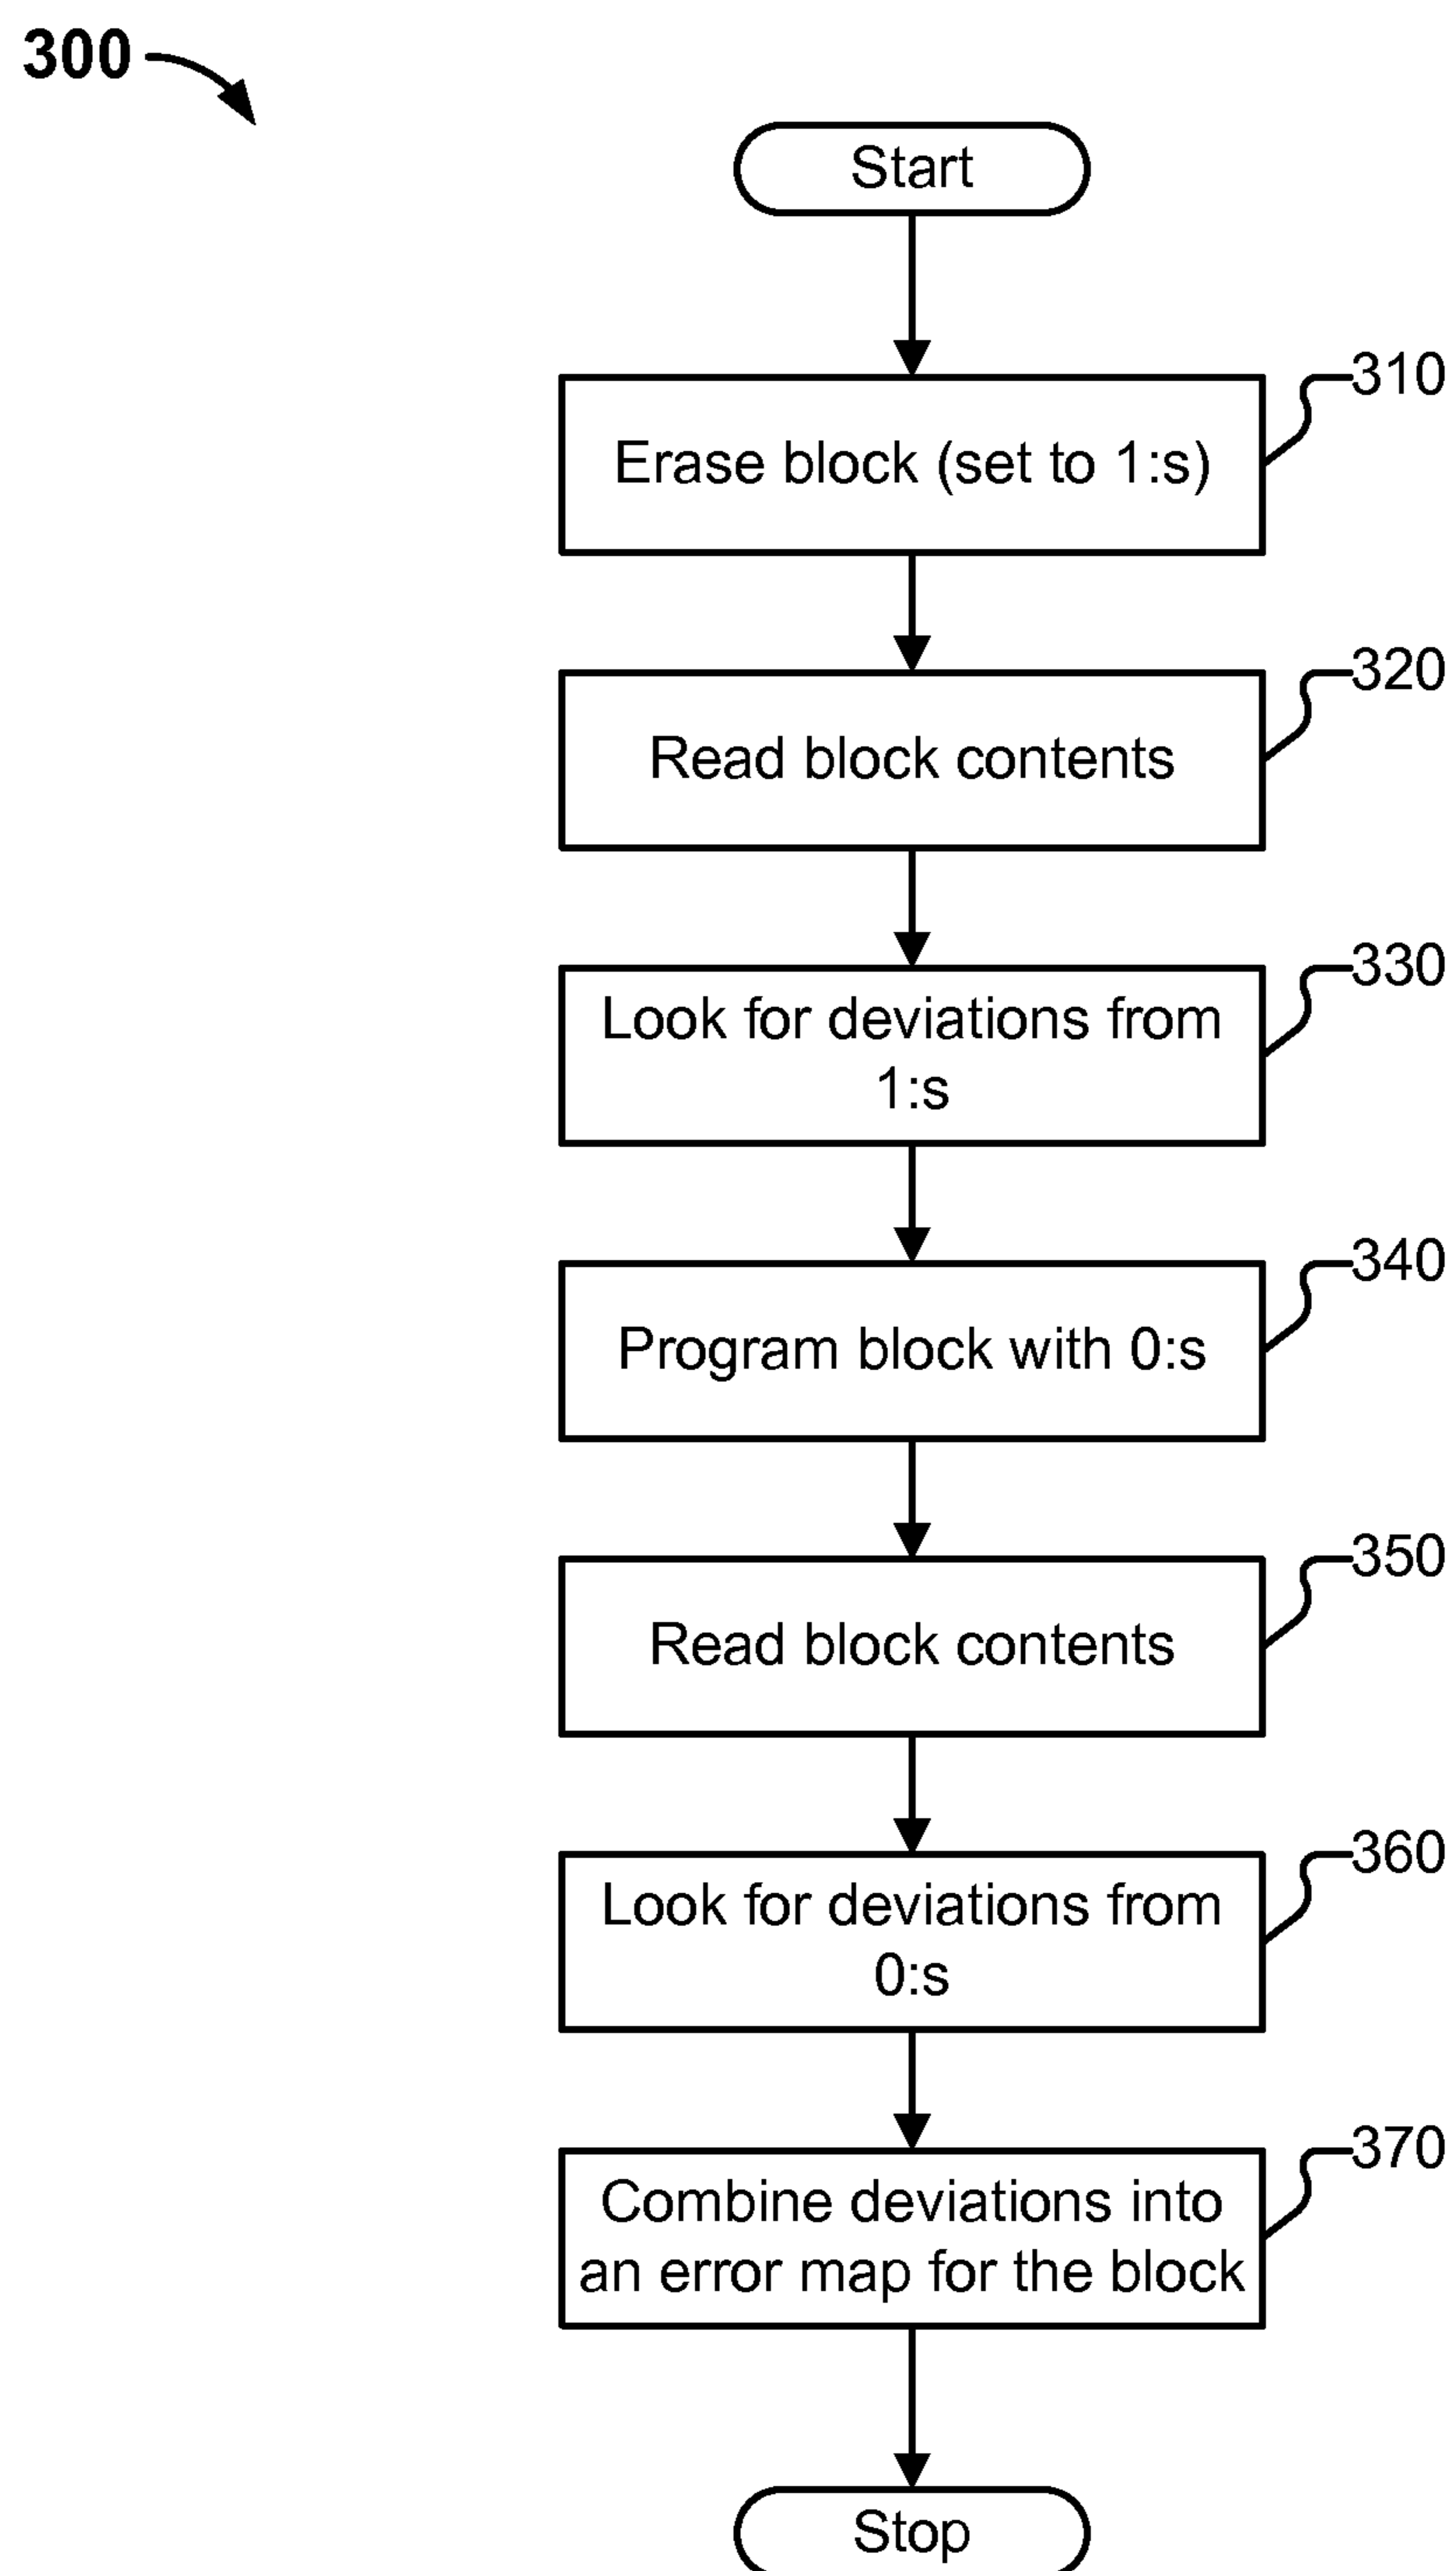 300
Start
310
Erase block (set to 1:s)
320
Read block contents
330
Look for deviations from
1:s
340
Program block with 0:s
350
Read block contents
360
Look for deviations from
0:s
370
Combine deviations into
an error map for the block
Stop